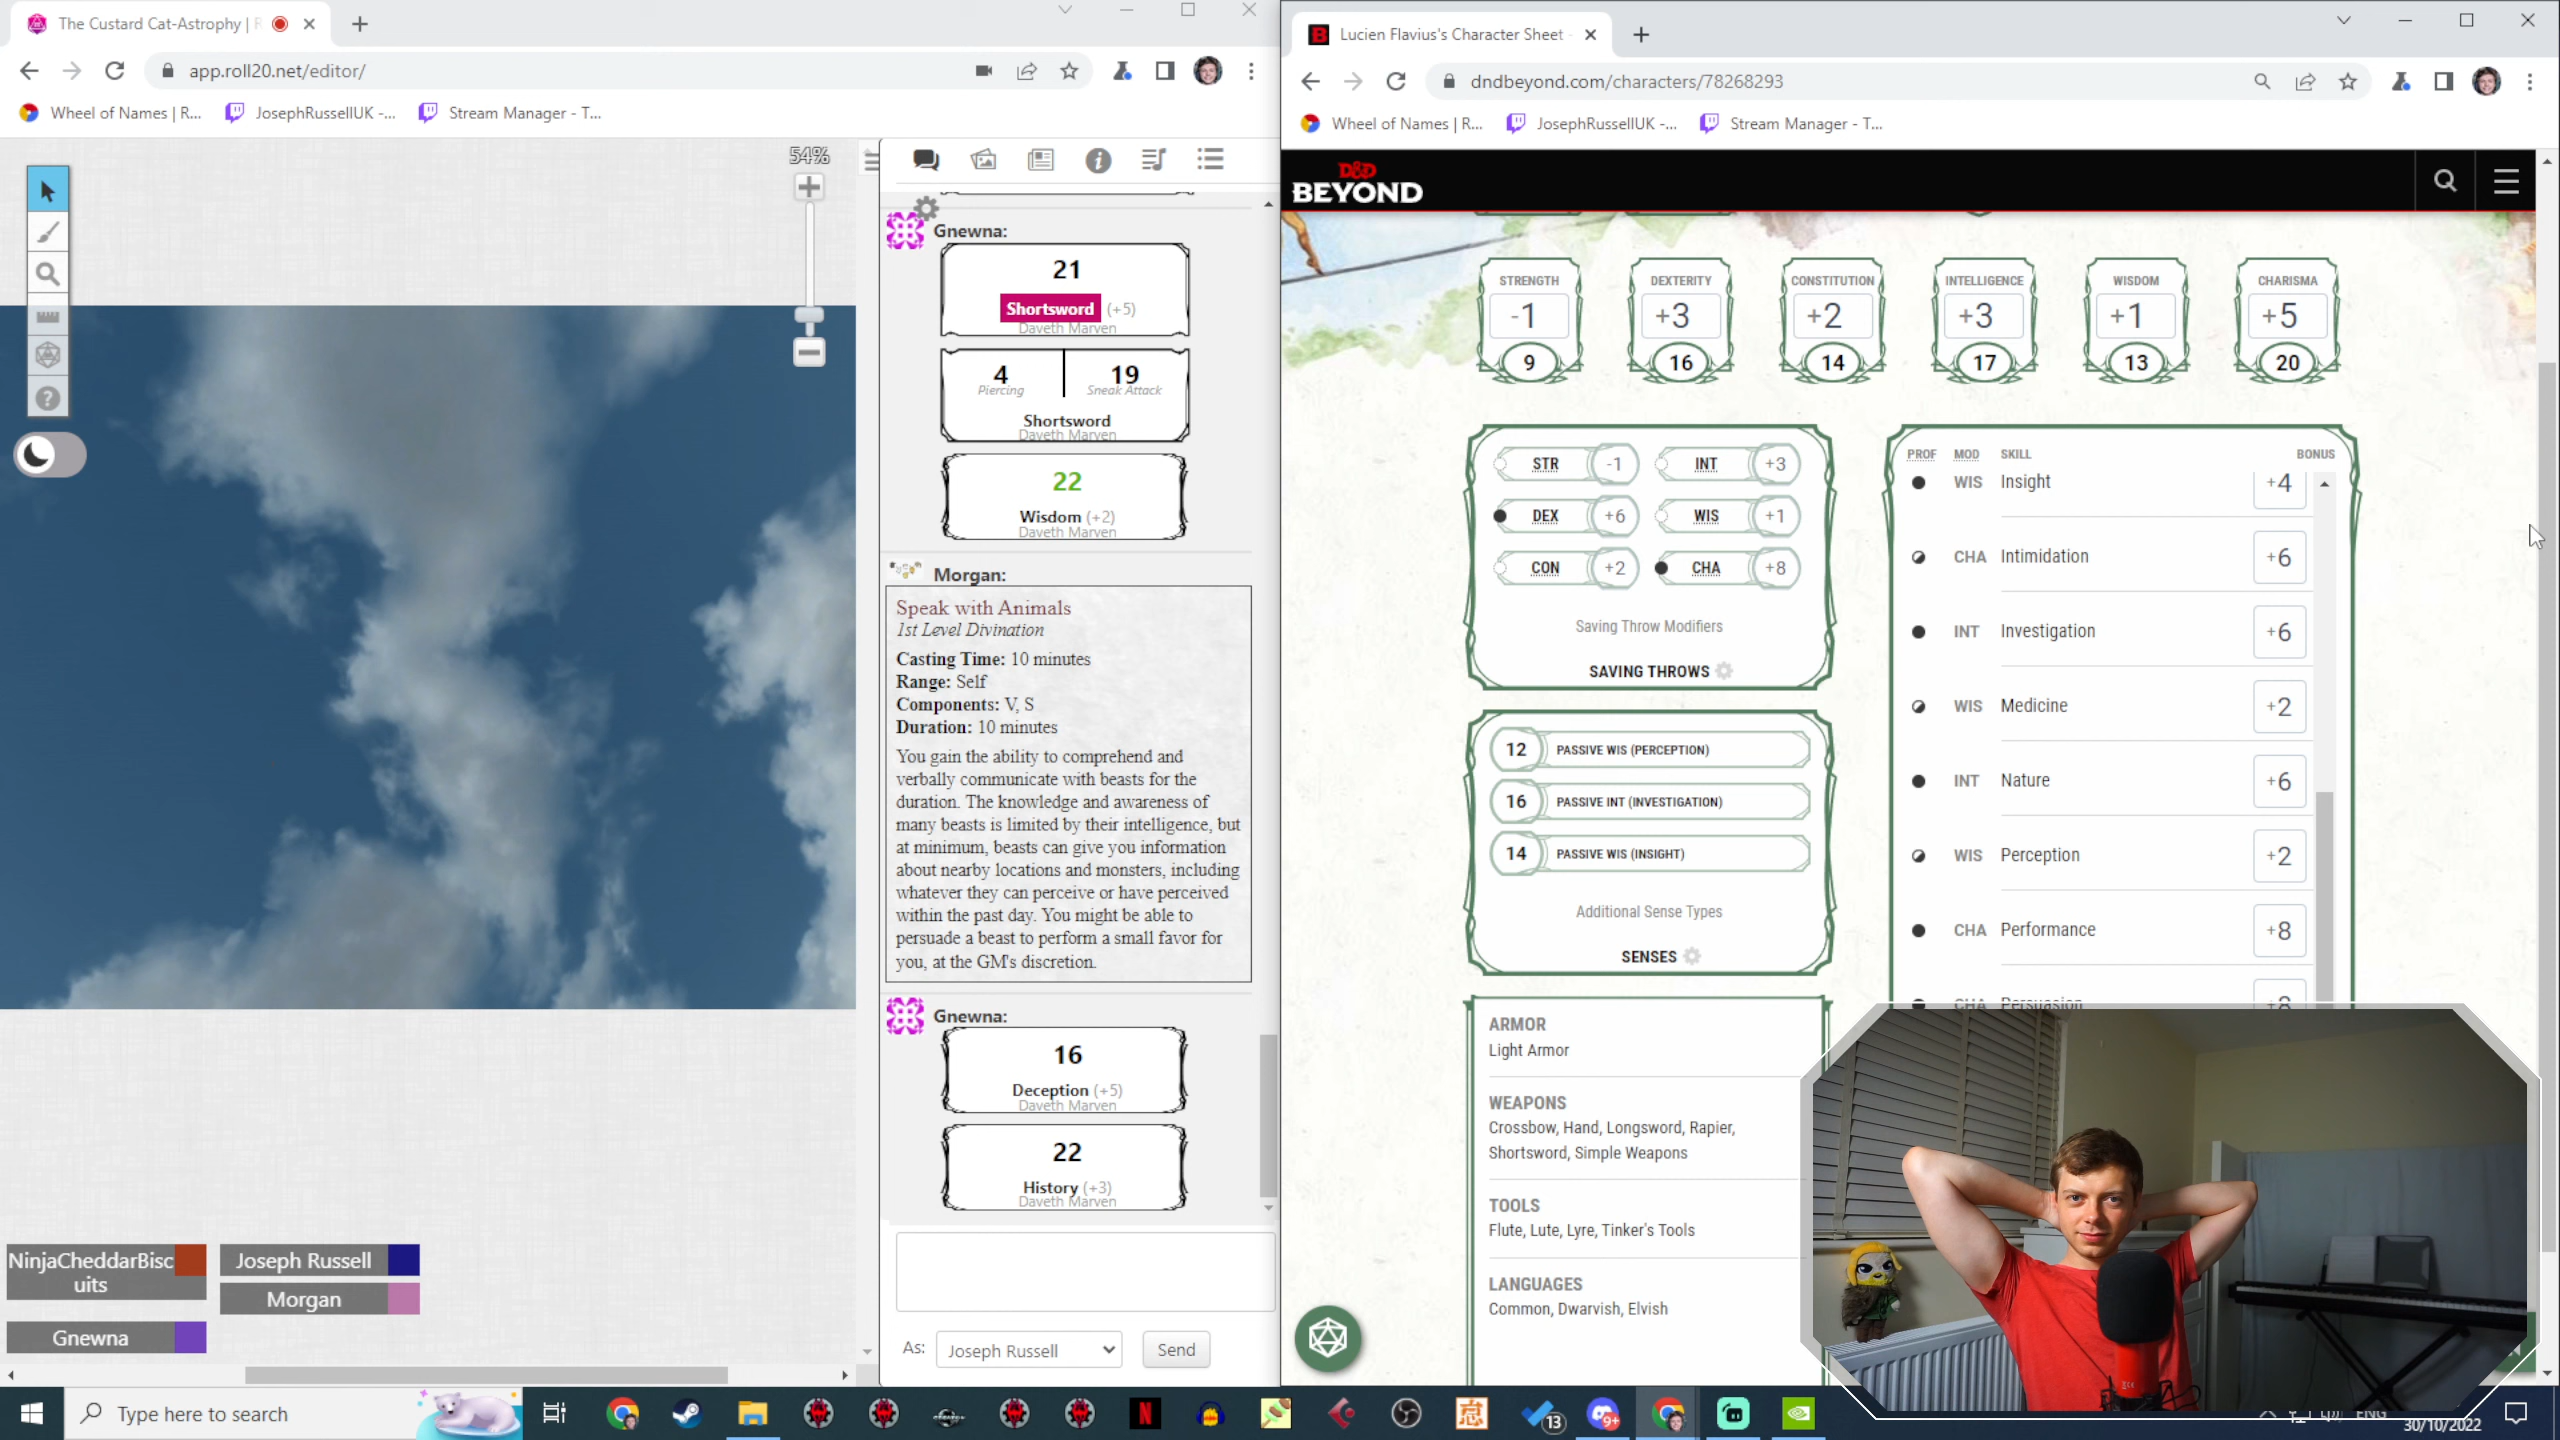 The Custard Cat-Astrophy | R
app.roll20.net/editor/
Wheel of Names | R...
JosephRussellUK -...
Stream Manager - T...
54%
Gnewna:
21
Shortsword (+5)
Daveth Marven
4
19
Piercing
Sneak Attack
Shortsword
Daveth Marven
22
Wisdom (+2)
Daveth Marven
Morgan:
Speak with Animals
1st Level Divination
Casting Time: 10 minutes
Range: Self
Components: V, S
Duration: 10 minutes
You gain the ability to comprehend and
verbally communicate with beasts for the
duration. The knowledge and awareness of
many beasts is limited by their intelligence, but
at minimum, beasts can give you information
about nearby locations and monsters, including
whatever they can perceive or have perceived
within the past day. You might be able to
persuade a beast to perform a small favor for
you, at the GM's discretion.
Gnewna:
16
Deception (+5)
Daveth Marven
22
History (+3)
Daveth Marven
As:
Joseph Russell
Send
NinjaCheddarBisc
uits
Joseph Russell
Morgan
Gnewna
Lucien Flavius's Character Sheet -
dndbeyond.com/characters/78268293
Wheel of Names | R...
JosephRussellUK -...
Stream Manager - T...
D&D
BEYOND
STRENGTH
-1
9
DEXTERITY
+3
16
CONSTITUTION
+2
14
INTELLIGENCE
+3
17
WISDOM
+1
13
CHARISMA
+5
20
STR -1
INT +3
DEX +6
WIS +1
CON +2
CHA +8
Saving Throw Modifiers
SAVING THROWS
12 PASSIVE WIS (PERCEPTION)
16 PASSIVE INT (INVESTIGATION)
14 PASSIVE WIS (INSIGHT)
Additional Sense Types
SENSES
ARMOR
Light Armor
WEAPONS
Crossbow, Hand, Longsword, Rapier,
Shortsword, Simple Weapons
TOOLS
Flute, Lute, Lyre, Tinker's Tools
LANGUAGES
Common, Dwarvish, Elvish
PROF MOD SKILL BONUS
WIS Insight +4
CHA Intimidation +6
INT Investigation +6
WIS Medicine +2
INT Nature +6
WIS Perception +2
CHA Performance +8
CHA Persuasion +8
Type here to search
13
9+
ENG
30/10/2022